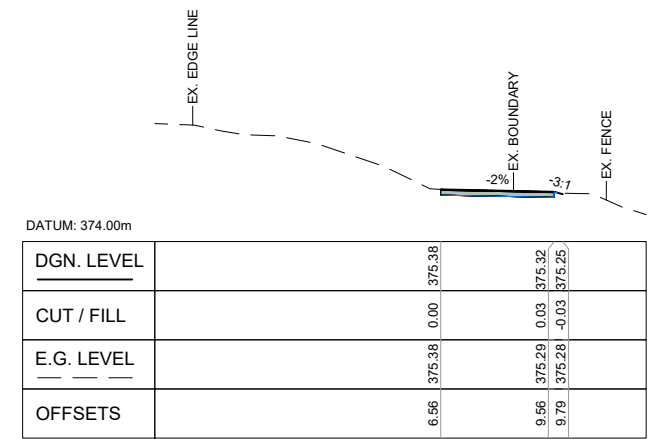 EX. EDGE LINE
EX. BOUNDARY
EX. FENCE
-2%
-3:1
DATUM: 374.00m
DGN. LEVEL 375.38 375.32 375.25
CUT / FILL 0.00 0.03 -0.03
E.G. LEVEL 375.38 375.29 375.28
OFFSETS 6.56 9.56 9.79